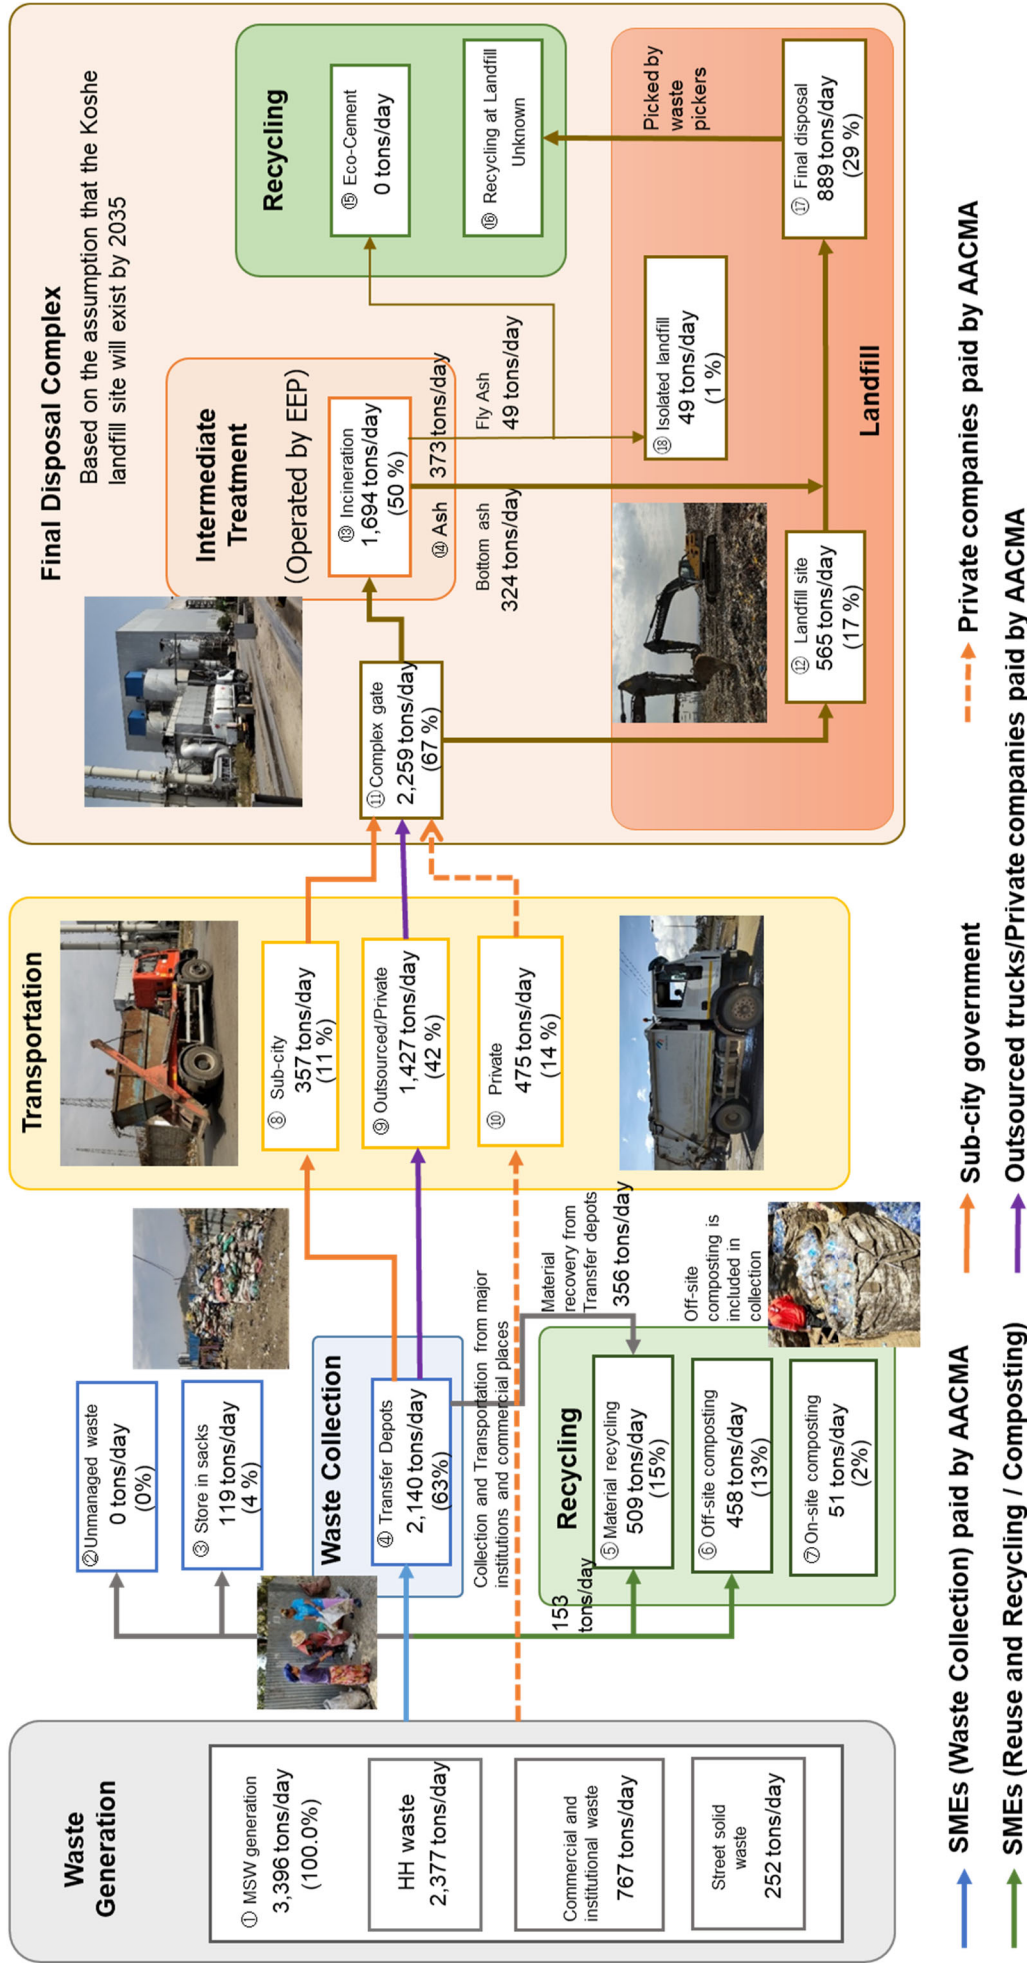 Waste
Generation
① MSW generation
3,396 tons/day
(100.0%)
HH waste
2,377 tons/day
Commercial and
institutional waste
767 tons/day
Street solid
waste
252 tons/day
②Unmanaged waste
0 tons/day
(0%)
③ Store in sacks
119 tons/day
(4 %)
Waste Collection
④ Transfer Depots
2,140 tons/day
(63%)
Collection and Transportation from major
institutions and commercial places
Material
recovery from
Transfer depots
356 tons/day
153
tons/day
Recycling
⑤ Material recycling
509 tons/day
(15%)
⑥ Off-site composting
458 tons/day
(13%)
⑦ On-site composting
51 tons/day
(2%)
Off-site
composting is
included in
collection
Transportation
⑧ Sub-city
357 tons/day
(11 %)
⑨ Outsourced/Private
1,427 tons/day
(42 %)
⑩ Private
475 tons/day
(14 %)
Final Disposal Complex
Based on the assumption that the Koshe
landfill site will exist by 2035
⑪Complex gate
2,259 tons/day
(67 %)
Intermediate
Treatment
(Operated by EEP)
⑬ Incineration
1,694 tons/day
(50 %)
⑭ Ash 373 tons/day
Bottom ash
324 tons/day
Fly Ash
49 tons/day
Recycling
⑮ Eco-Cement
0 tons/day
⑯ Recycling at Landfill
Unknown
Picked by
waste
pickers
⑫ Landfill site
565 tons/day
(17 %)
⑱ Isolated landfill
49 tons/day
(1 %)
⑰ Final disposal
889 tons/day
(29 %)
Landfill
SMEs (Waste Collection) paid by AACMA
Sub-city government
Private companies paid by AACMA
SMEs (Reuse and Recycling / Composting)
Outsourced trucks/Private companies paid by AACMA